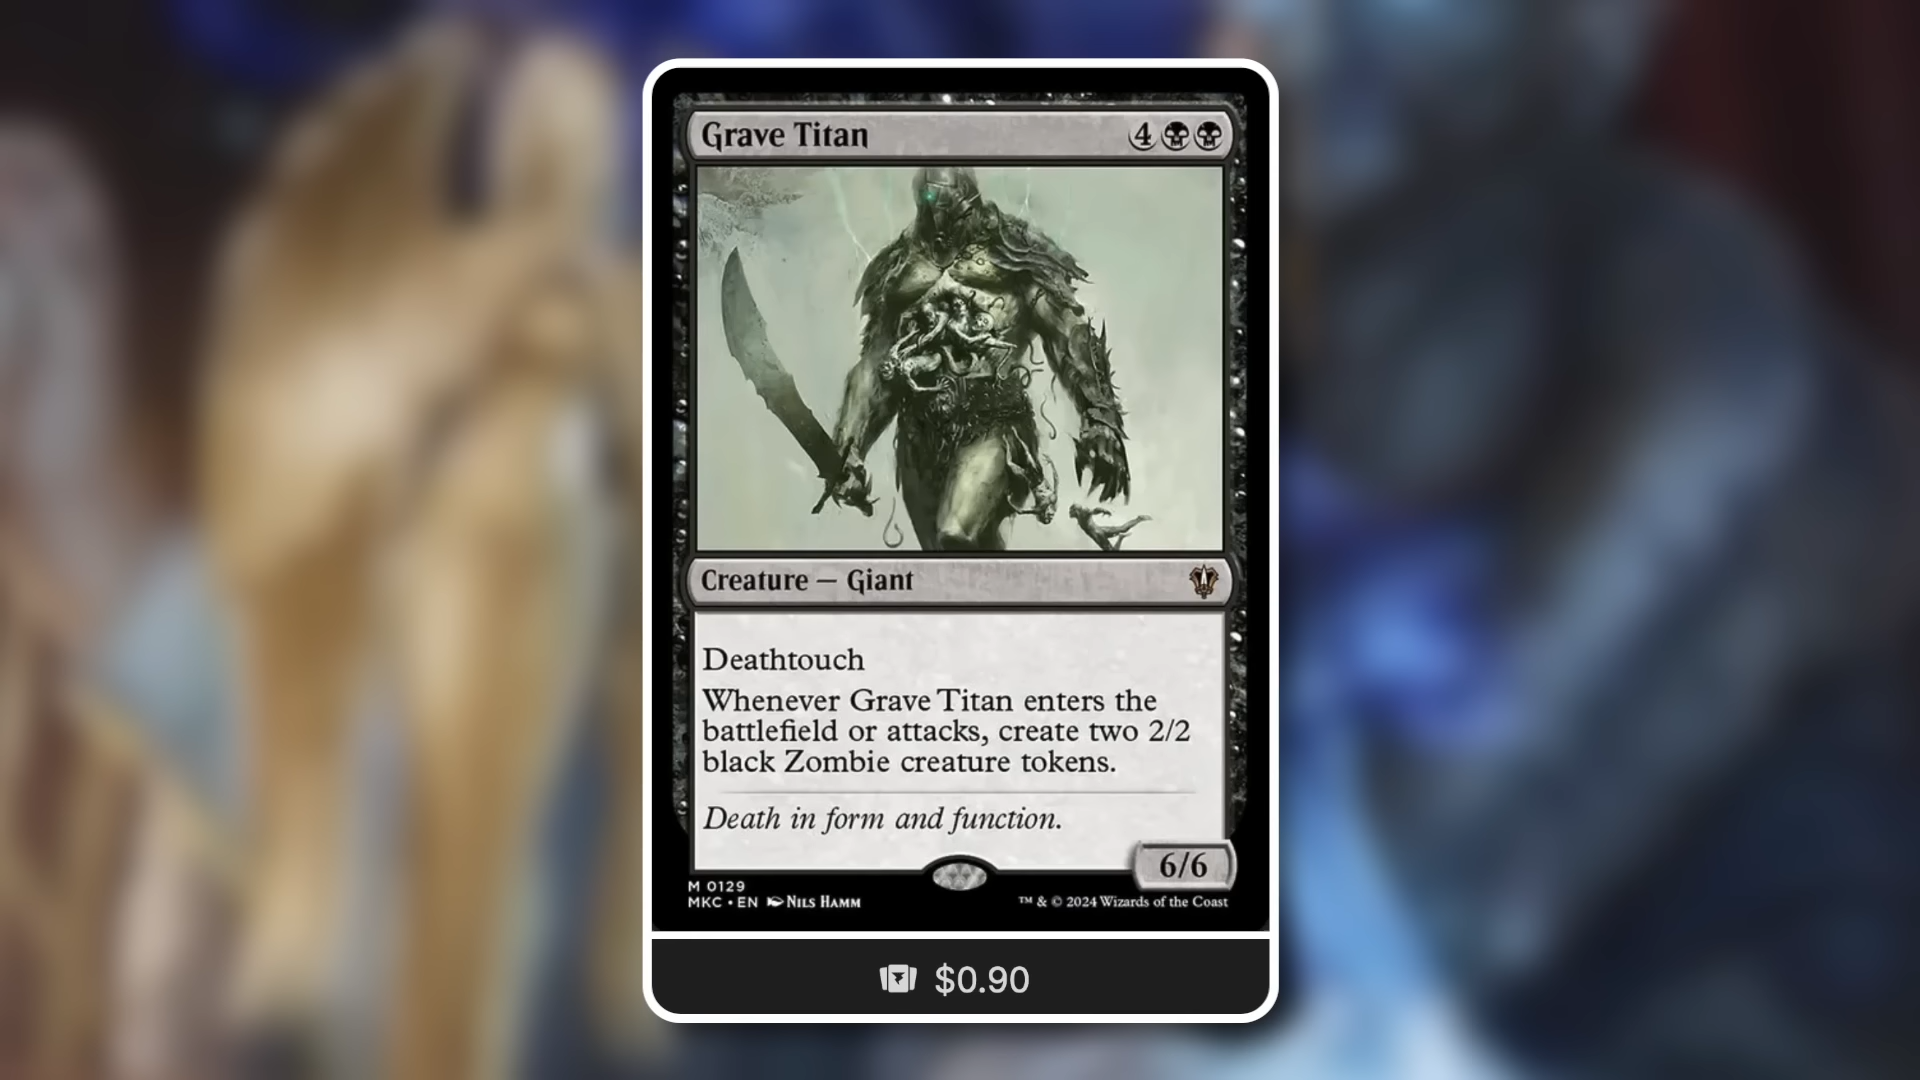 Grave Titan 4
Creature — Giant
Deathtouch
Whenever Grave Titan enters the
battlefield or attacks, create two 2/2
black Zombie creature tokens.
Death in form and function.
6/6
M 0129
MKC • EN Nils Hamm
™ & © 2024 Wizards of the Coast
$0.90